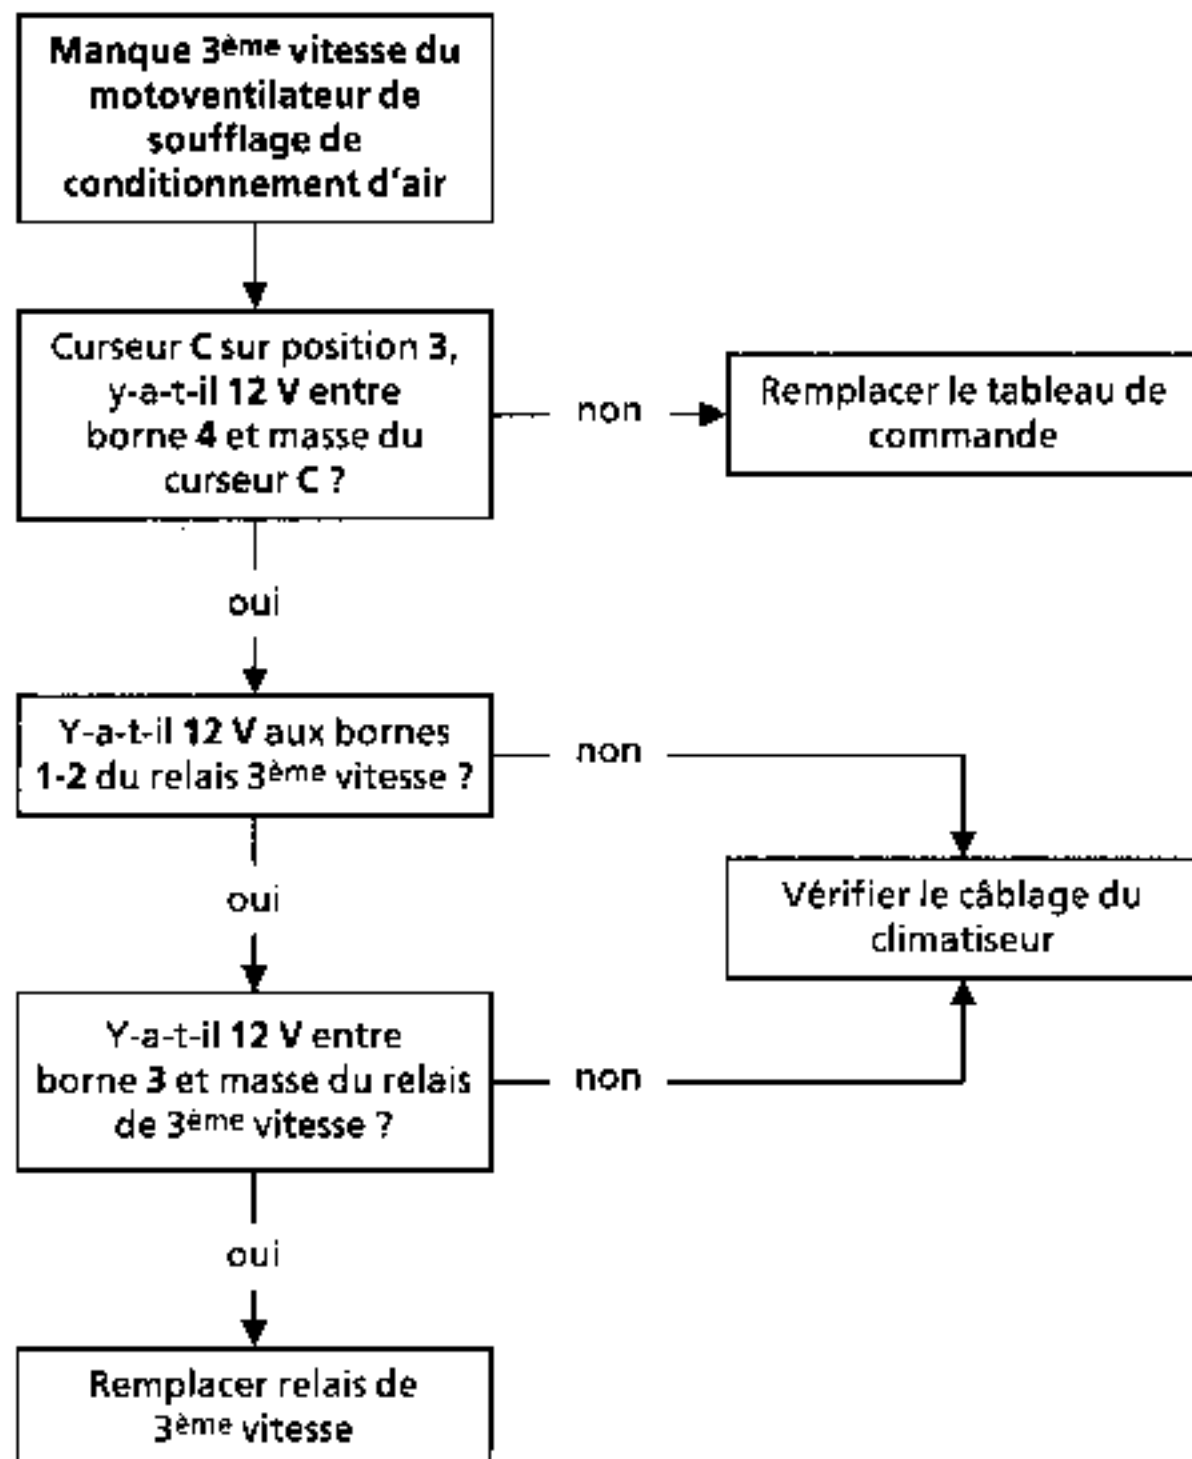 Manque 3ème vitesse du
motoventilateur de
soufflage de
conditionnement d'air
Curseur C sur position 3,
y-a-t-il 12 V entre
borne 4 et masse du
curseur C ?
non
Remplacer le tableau de
commande
oui
Y-a-t-il 12 V aux bornes
1-2 du relais 3ème vitesse ?
non
oui
Vérifier le câblage du
climatiseur
Y-a-t-il 12 V entre
borne 3 et masse du relais
de 3ème vitesse ?
non
oui
Remplacer relais de
3ème vitesse